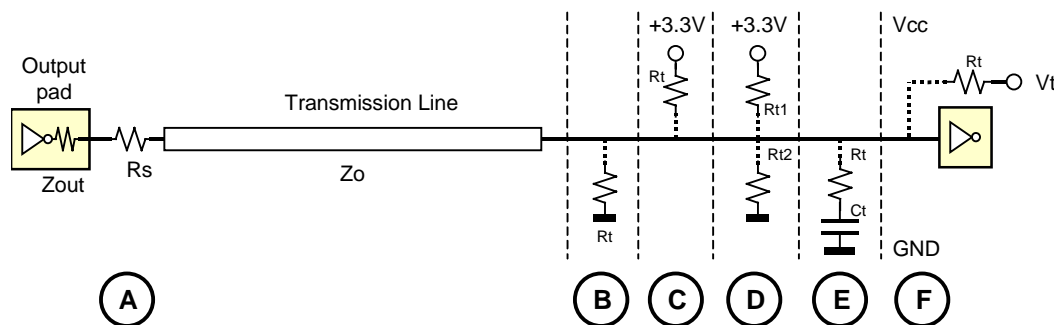 +3.3V
+3.3V
Vcc
Output
pad
Rt
Rt
Vt
Transmission Line
Rt1
Rt2
Rt
Zout
Rs
Zo
Rt
Ct
GND
A
B
C
D
E
F